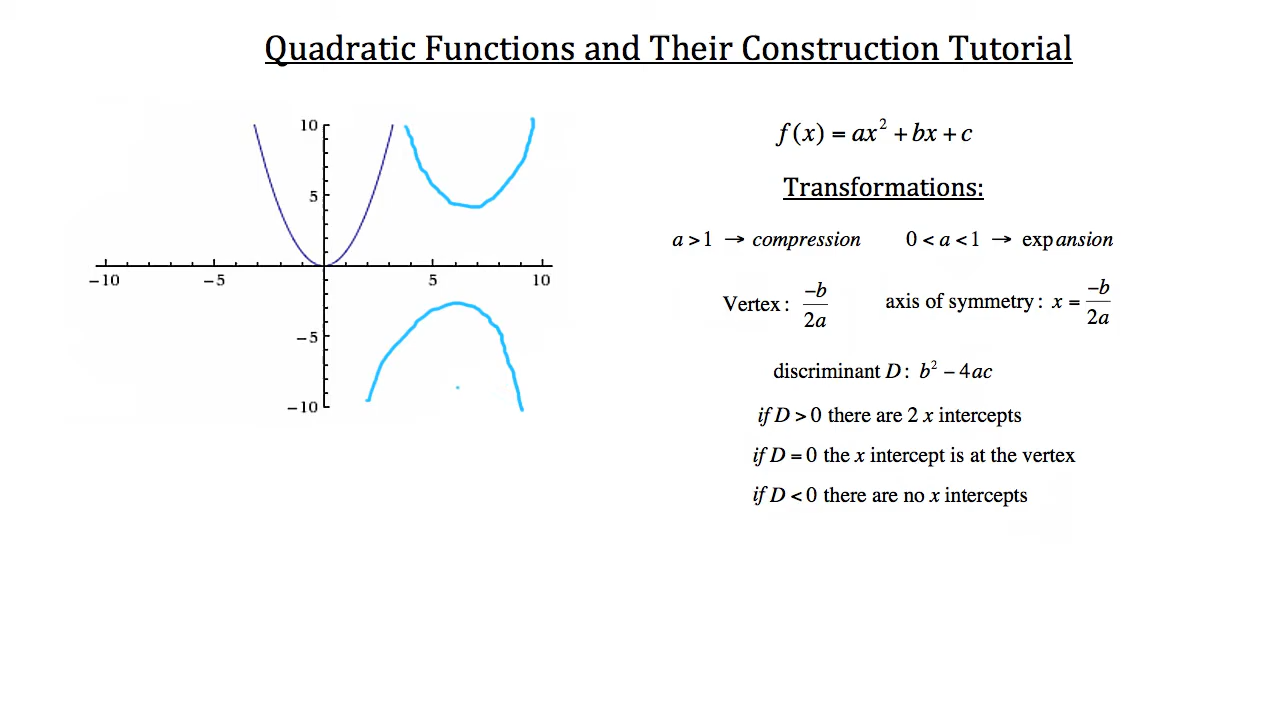 Quadratic Functions and Their Construction Tutorial
10
5
−10 −5 5 10
−5
−10
f(x) = ax² + bx + c
Transformations:
a > 1 → compression 0 < a < 1 → expansion
Vertex: −b/2a axis of symmetry: x = −b/2a
discriminant D: b² − 4ac
if D > 0 there are 2 x intercepts
if D = 0 the x intercept is at the vertex
if D < 0 there are no x intercepts